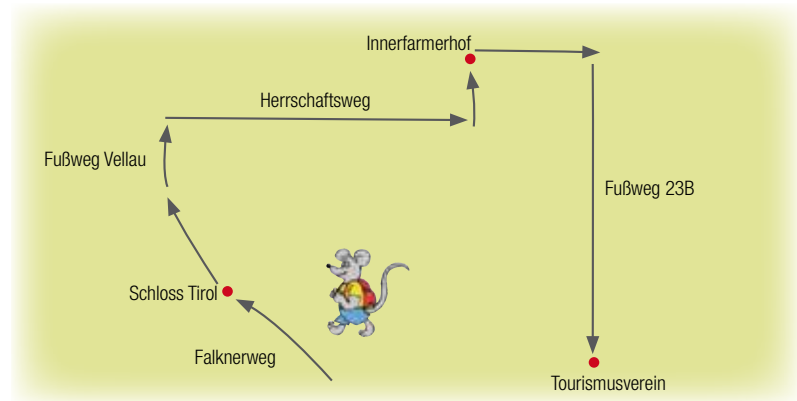 Innerfarmerhof
Herrschaftsweg
Fußweg Vellau
Fußweg 23B
Schloss Tirol
Falknerweg
Tourismusverein